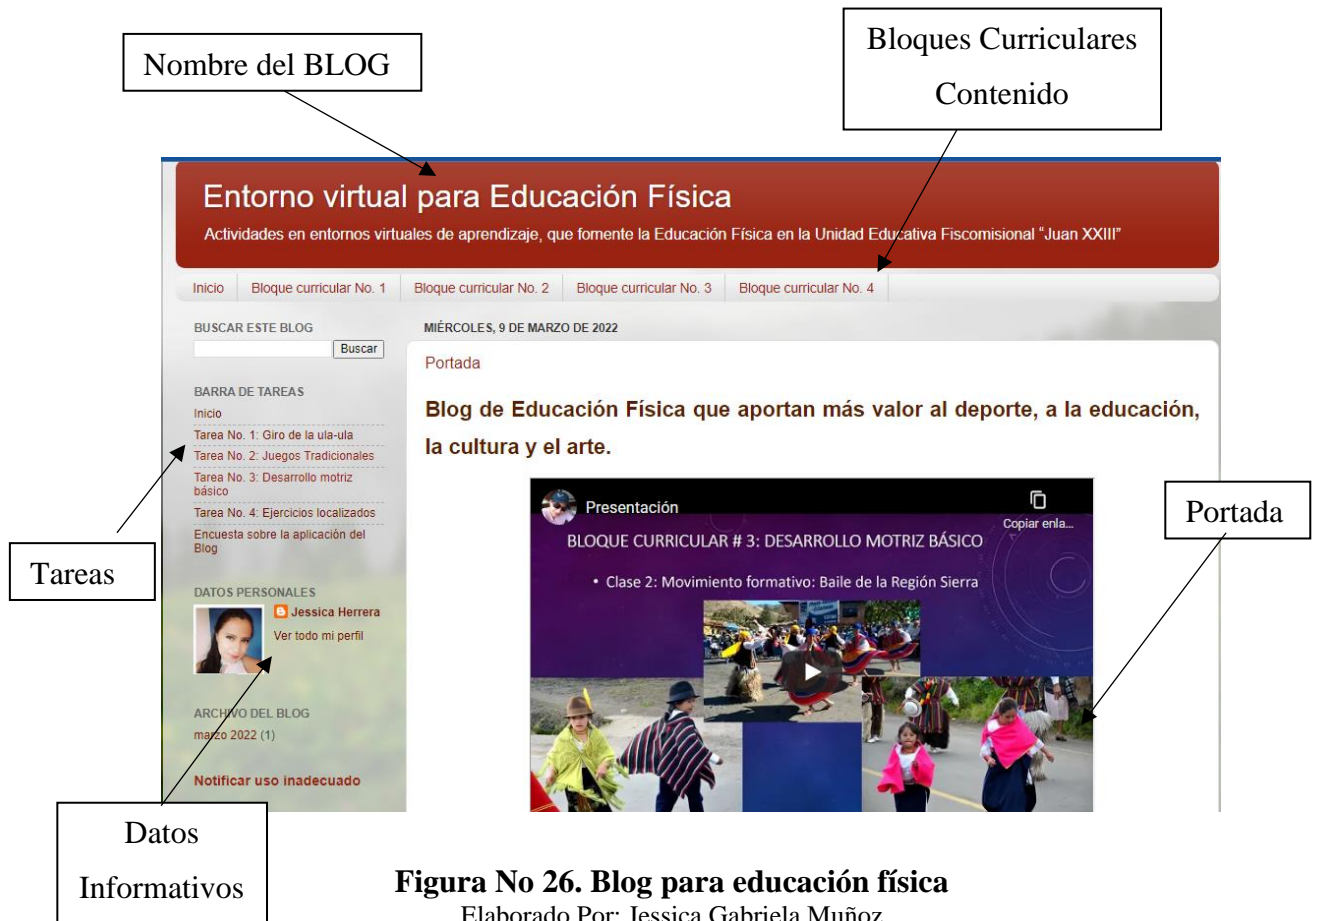 Nombre del BLOG
Bloques Curriculares
Contenido
Entorno virtual para Educación Física
Actividades en entornos virtuales de aprendizaje, que fomente la Educación Física en la Unidad Educativa Fiscomisional “Juan XXIII”
Inicio Bloque curricular No. 1 Bloque curricular No. 2 Bloque curricular No. 3 Bloque curricular No. 4
BUSCAR ESTE BLOG
Buscar
BARRA DE TAREAS
Inicio
Tarea No. 1: Giro de la ula-ula
Tarea No. 2: Juegos Tradicionales
Tarea No. 3: Desarrollo motriz
básico
Tarea No. 4: Ejercicios localizados
Encuesta sobre la aplicación del
Blog
Tareas
DATOS PERSONALES
Jessica Herrera
Ver todo mi perfil
ARCHIVO DEL BLOG
marzo 2022 (1)
Notificar uso inadecuado
Datos
Informativos
MIÉRCOLES, 9 DE MARZO DE 2022
Portada
Blog de Educación Física que aportan más valor al deporte, a la educación,
la cultura y el arte.
Presentación
Copiar enla...
BLOQUE CURRICULAR # 3: DESARROLLO MOTRIZ BÁSICO
• Clase 2: Movimiento formativo: Baile de la Región Sierra
Portada
Figura No 26. Blog para educación física
Elaborado Por: Jessica Gabriela Muñoz